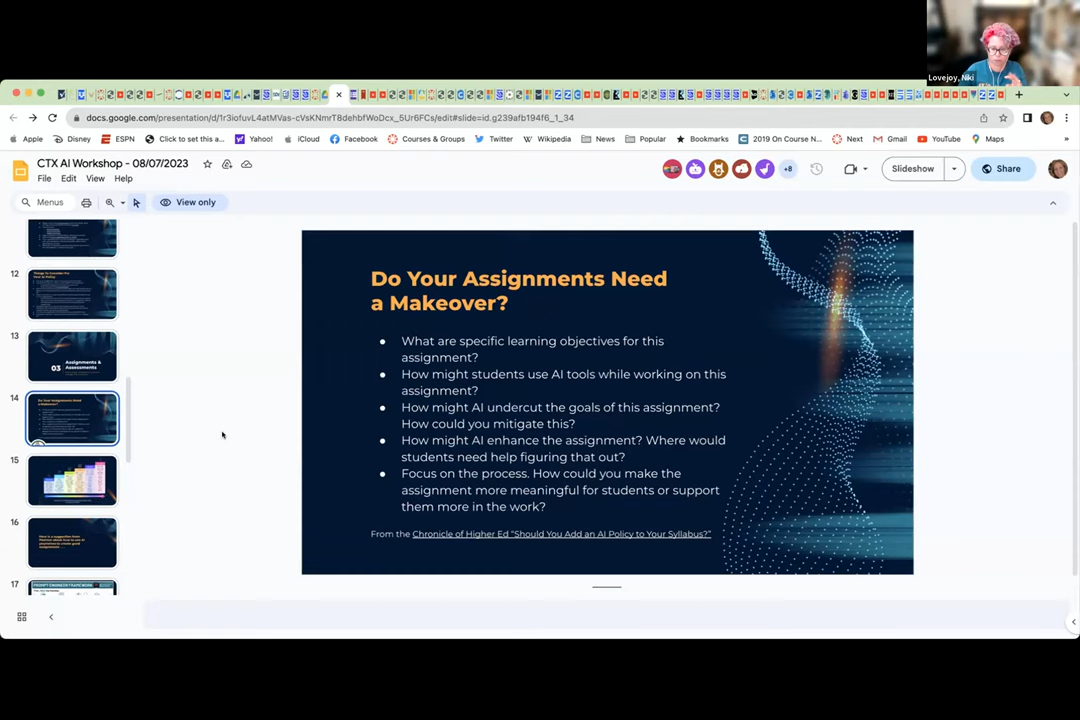 Lovejoy, Niki
docs.google.com/presentation/d/1r3iofuvL4atMVas-cVsKNmrT8dehbfWoDcx_5Ur6FCs/edit#slide=id.g239afb194f6_1_34
Apple Disney ESPN Click to set this a... Yahoo! iCloud Facebook Courses & Groups Twitter Wikipedia News Popular Bookmarks 2019 On Course N... Next Gmail YouTube Maps »
CTX AI Workshop - 08/07/2023
File Edit View Help
+8
Slideshow
Share
Menus
View only
12
13
03 Assignments &
Assessments
14
15
16
17
Do Your Assignments Need
a Makeover?
● What are specific learning objectives for this
assignment?
● How might students use AI tools while working on this
assignment?
● How might AI undercut the goals of this assignment?
How could you mitigate this?
● How might AI enhance the assignment? Where would
students need help figuring that out?
● Focus on the process. How could you make the
assignment more meaningful for students or support
them more in the work?
From the Chronicle of Higher Ed "Should You Add an AI Policy to Your Syllabus?"